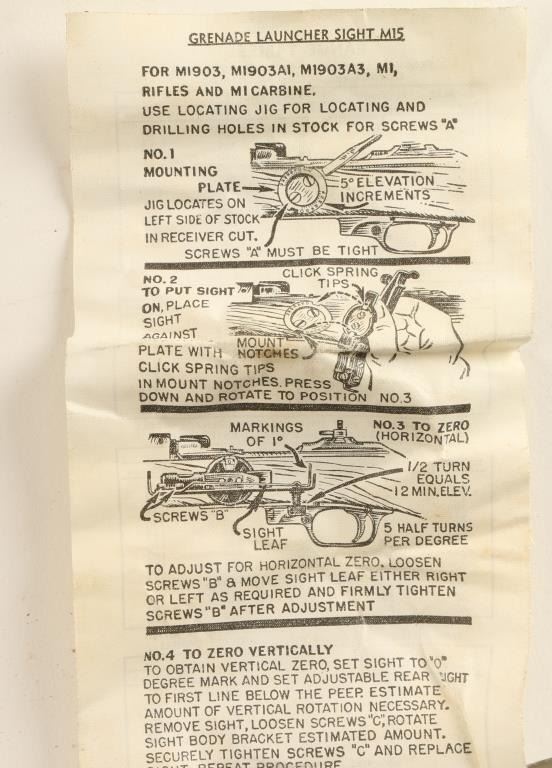 GRENADE LAUNCHER SIGHT M15
FOR M1903, M1903A1, M1903A3, M1,
RIFLES AND M1 CARBINE.
USE LOCATING JIG FOR LOCATING AND
DRILLING HOLES IN STOCK FOR SCREWS "A"
NO. 1
MOUNTING
PLATE
5° ELEVATION
INCREMENTS
JIG LOCATES ON
LEFT SIDE OF STOCK
IN RECEIVER CUT.
SCREWS "A" MUST BE TIGHT
NO. 2
TO PUT SIGHT
ON, PLACE
SIGHT
AGAINST
PLATE WITH
CLICK SPRING TIPS
IN MOUNT NOTCHES. PRESS
DOWN AND ROTATE TO POSITION NO.3
CLICK SPRING
TIPS
MOUNT
NOTCHES
MARKINGS
OF 1°
NO.3 TO ZERO
(HORIZONTAL)
1/2 TURN
EQUALS
12 MIN. ELEV.
SCREWS "B"
SIGHT
LEAF
5 HALF TURNS
PER DEGREE
TO ADJUST FOR HORIZONTAL ZERO. LOOSEN
SCREWS "B" & MOVE SIGHT LEAF EITHER RIGHT
OR LEFT AS REQUIRED AND FIRMLY TIGHTEN
SCREWS "B" AFTER ADJUSTMENT
NO.4 TO ZERO VERTICALLY
TO OBTAIN VERTICAL ZERO, SET SIGHT TO "0"
DEGREE MARK AND SET ADJUSTABLE REAR SIGHT
TO FIRST LINE BELOW THE PEEP. ESTIMATE
AMOUNT OF VERTICAL ROTATION NECESSARY.
REMOVE SIGHT, LOOSEN SCREWS "C", ROTATE
SIGHT BODY BRACKET ESTIMATED AMOUNT.
SECURELY TIGHTEN SCREWS "C" AND REPLACE
SIGHT. REPEAT PROCEDURE